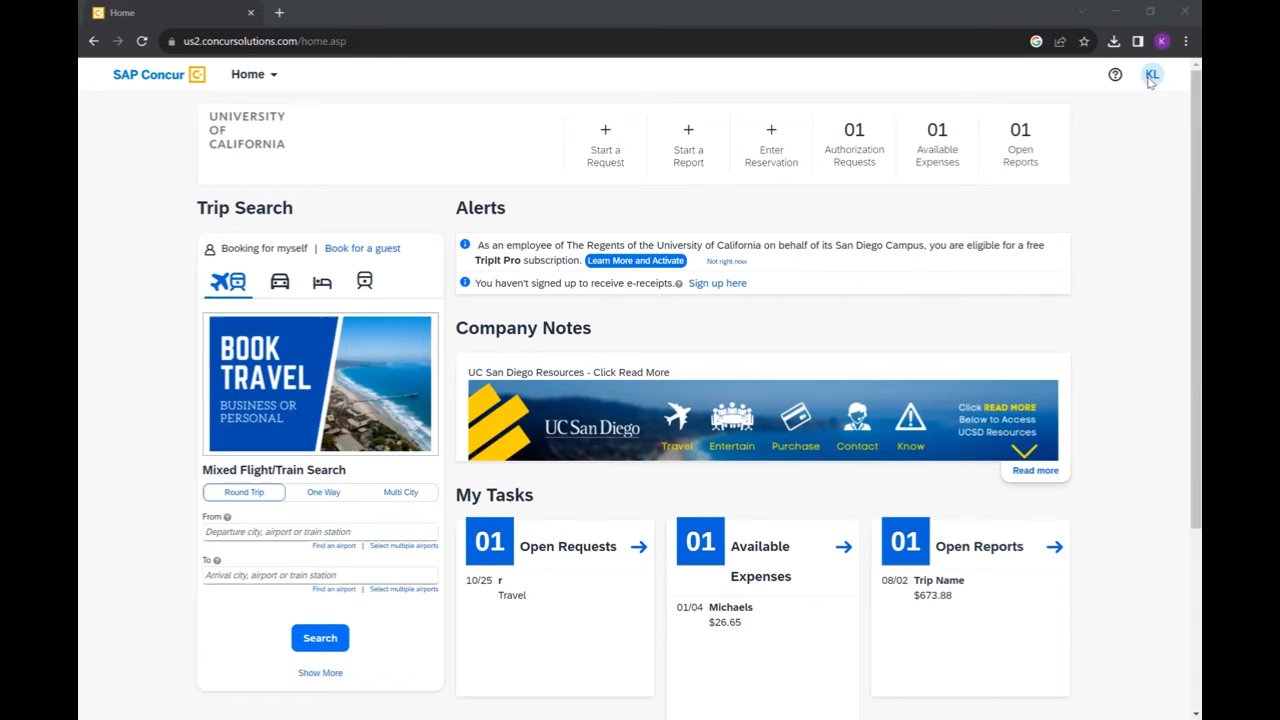 Home
us2.concursolutions.com/home.asp
K
SAP Concur
Home
KL
UNIVERSITY
OF
CALIFORNIA
Start a
Request
Start a
Report
Enter
Reservation
01
Authorization
Requests
01
Available
Expenses
01
Open
Reports
Trip Search
Booking for myself | Book for a guest
BOOK
TRAVEL
BUSINESS OR
PERSONAL
Mixed Flight/Train Search
Round Trip
One Way
Multi City
From
Departure city, airport or train station
Find an airport | Select multiple airports
To
Arrival city, airport or train station
Find an airport | Select multiple airports
Search
Show More
Alerts
As an employee of The Regents of the University of California on behalf of its San Diego Campus, you are eligible for a free
TripIt Pro subscription. Learn More and Activate Not right now
You haven't signed up to receive e-receipts. Sign up here
Company Notes
UC San Diego Resources - Click Read More
UC San Diego
Travel
Entertain
Purchase
Contact
Know
Click READ MORE
Below to Access
UCSD Resources
Read more
My Tasks
01 Open Requests
10/25 r
Travel
01 Available
Expenses
01/04 Michaels
$26.65
01 Open Reports
08/02 Trip Name
$673.88